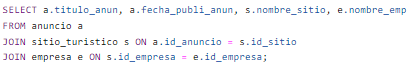 SELECT a.titulo_anun, a.fecha_publi_anun, s.nombre_sitio, e.nombre_emp
FROM anuncio a
JOIN sitio_turistico s ON a.id_anuncio = s.id_sitio
JOIN empresa e ON s.id_empresa = e.id_empresa;